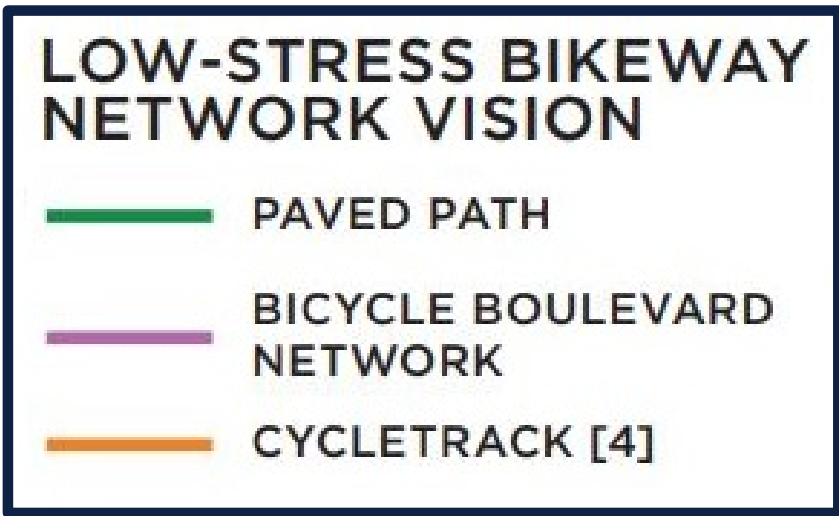 LOW-STRESS BIKEWAY
NETWORK VISION
PAVED PATH
BICYCLE BOULEVARD
NETWORK
CYCLETRACK [4]